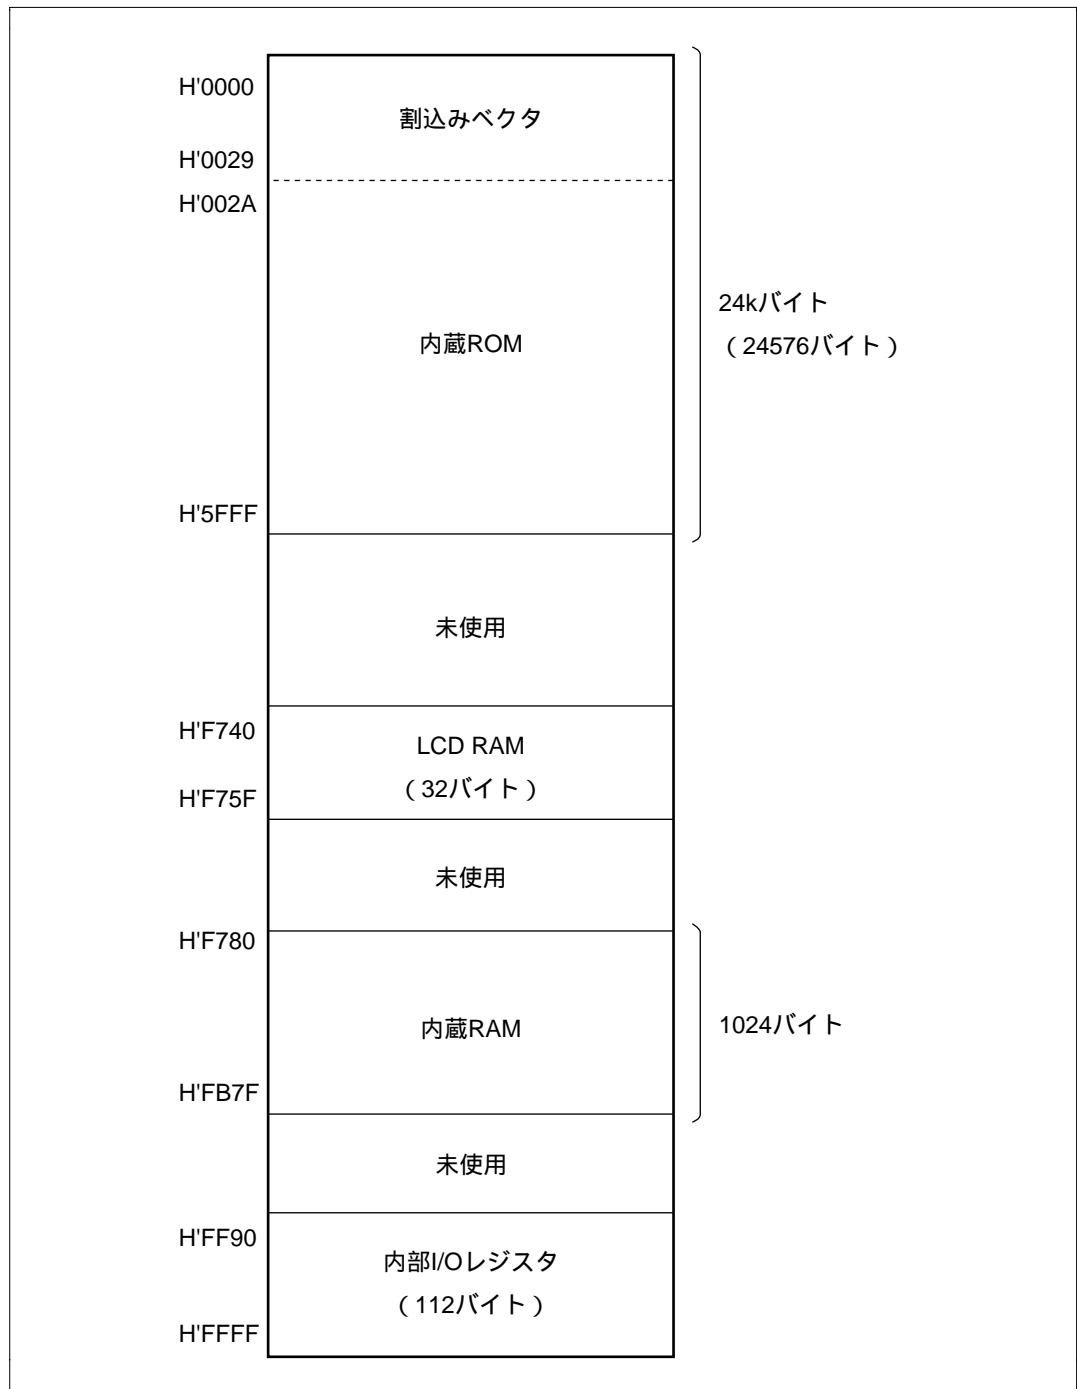 H'0000
割込みベクタ
H'0029
H'002A
24kバイト
（24576バイト）
内蔵ROM
H'5FFF
未使用
H'F740
LCD RAM
（32バイト）
H'F75F
未使用
H'F780
内蔵RAM
1024バイト
H'FB7F
未使用
H'FF90
内部I/Oレジスタ
（112バイト）
H'FFFF